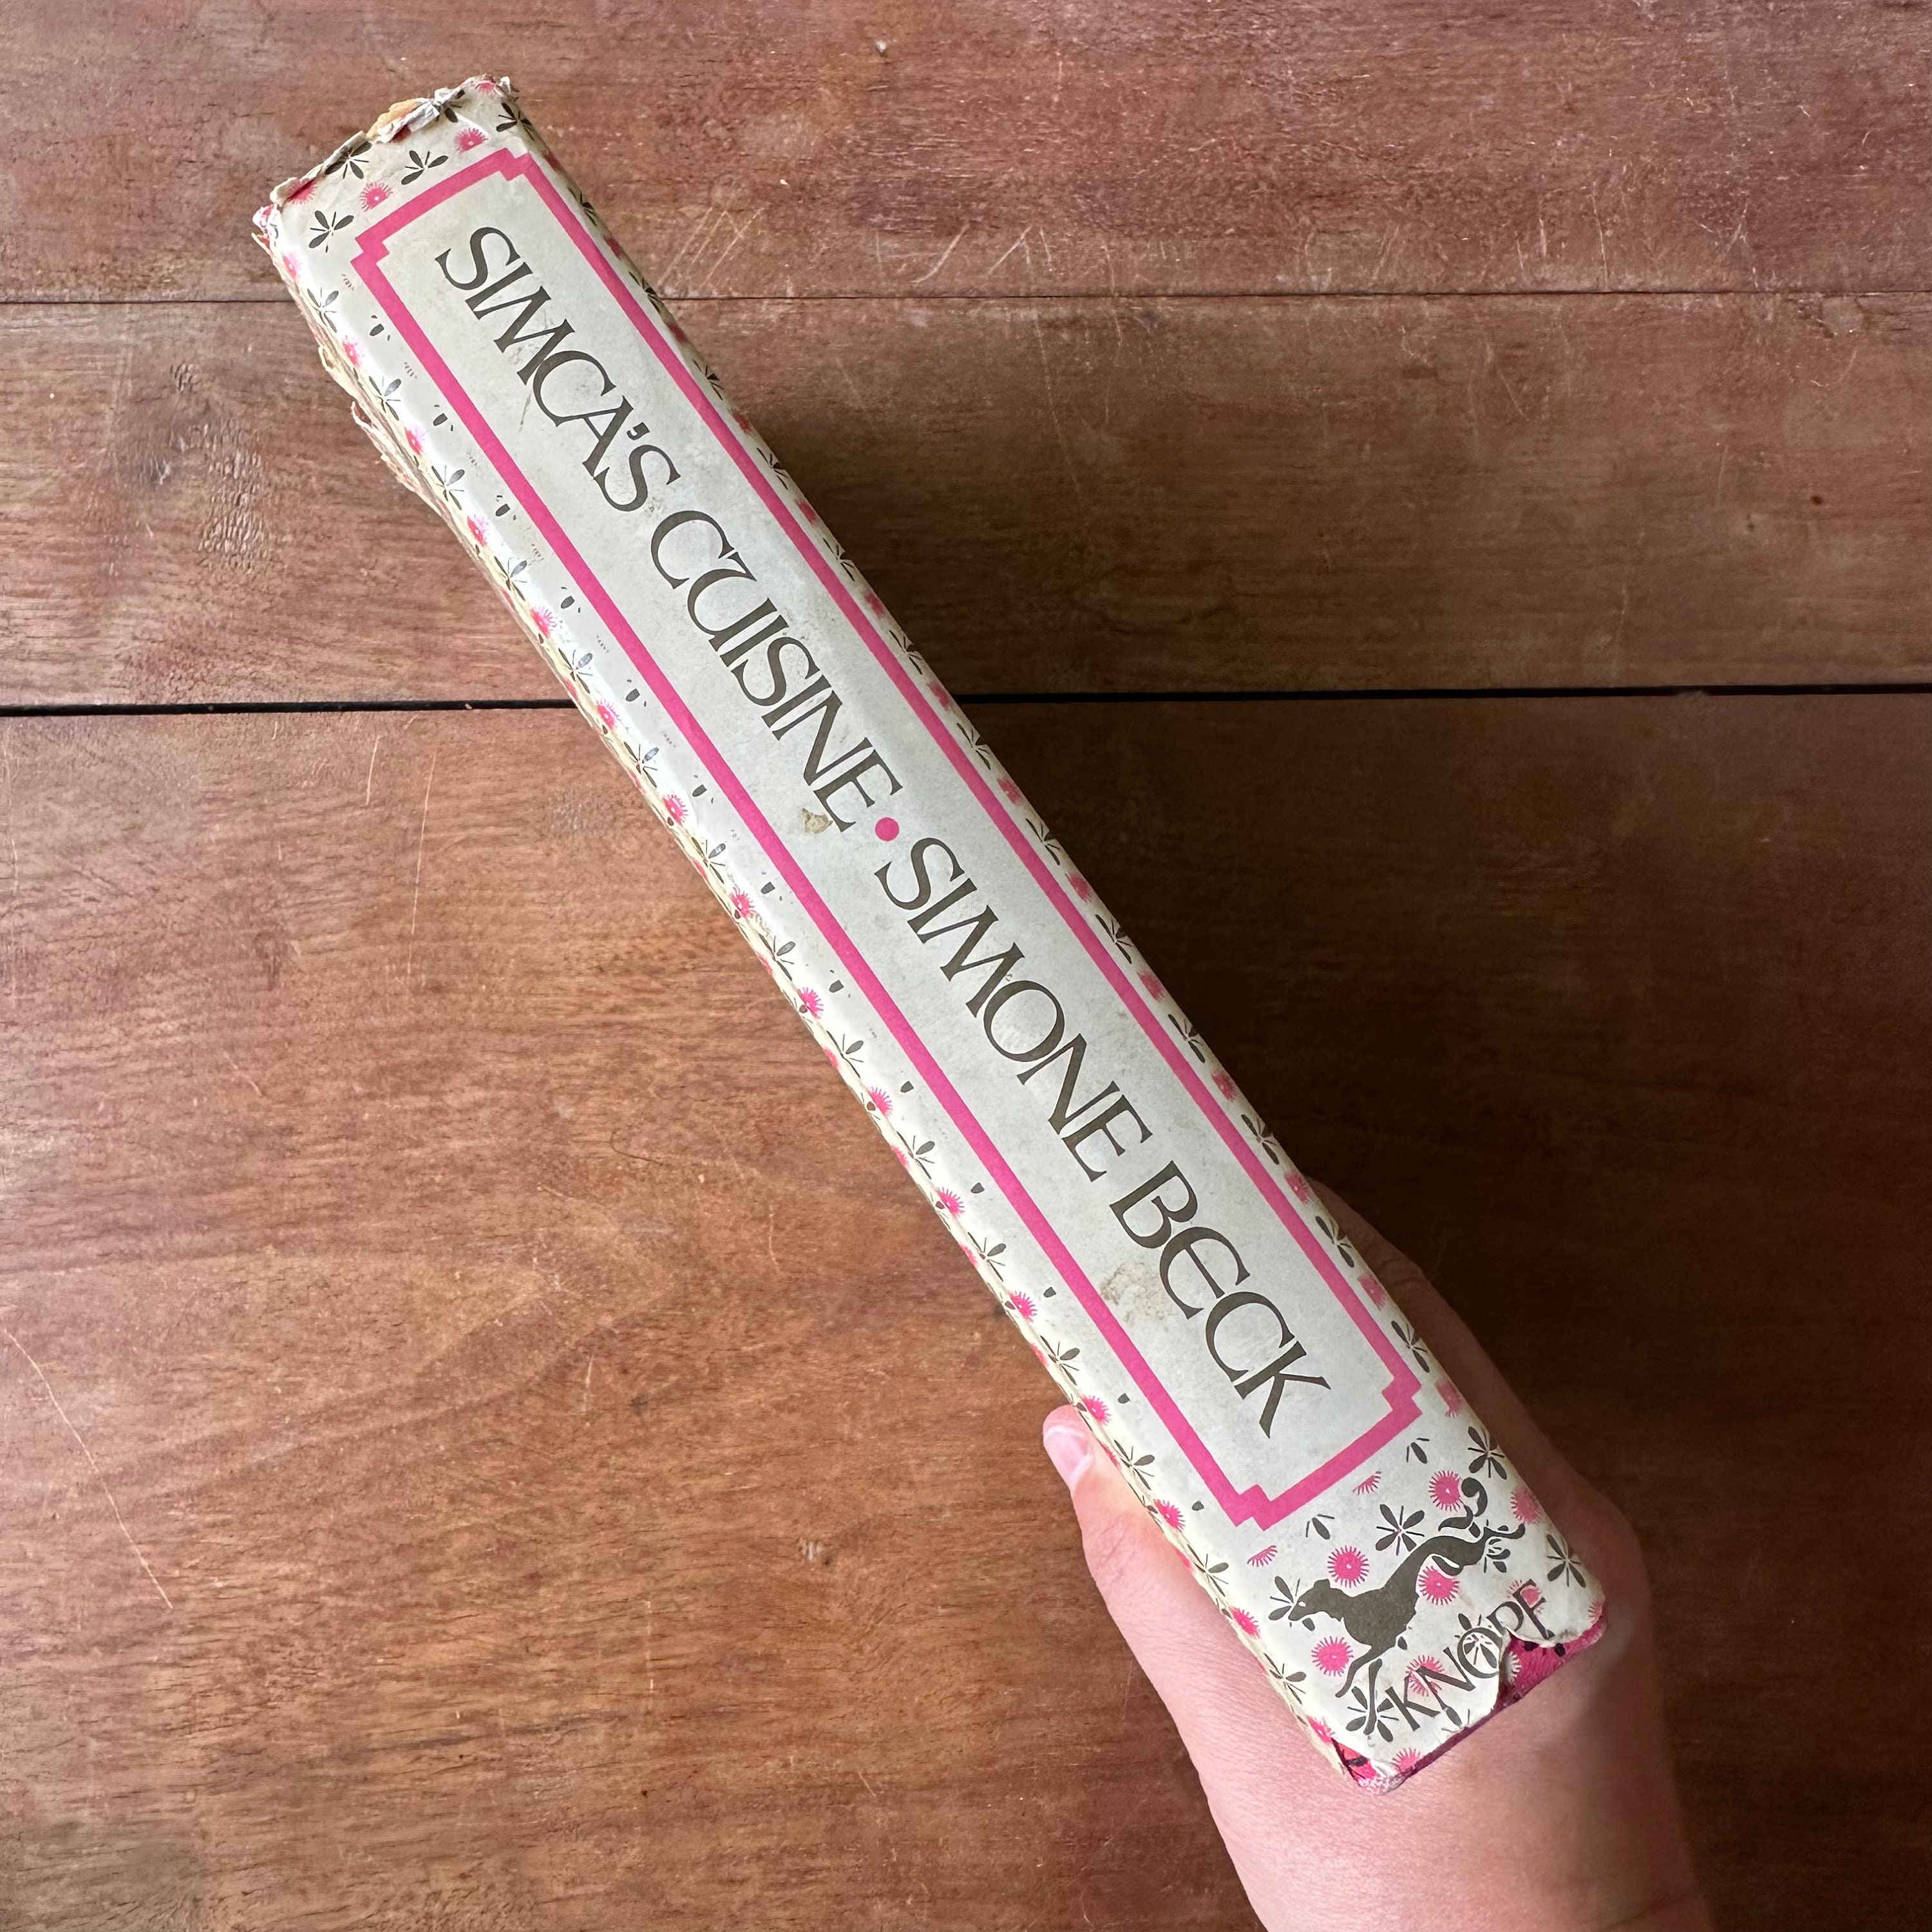 SIMCA'S CUISINE • SIMONE BECK
KNOPF